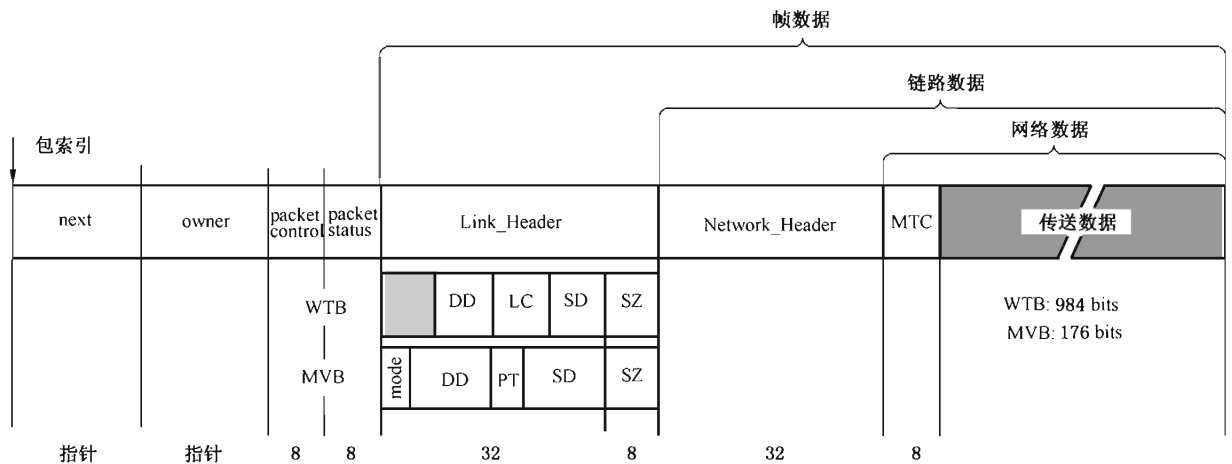 帧数据
链路数据
网络数据
包索引
next owner packet control packet status Link_Header Network_Header MTC 传送数据
WTB DD LC SD SZ WTB: 984 bits
MVB: 176 bits
MVB mode DD PT SD SZ
指针 指针 8 8 32 8 32 8